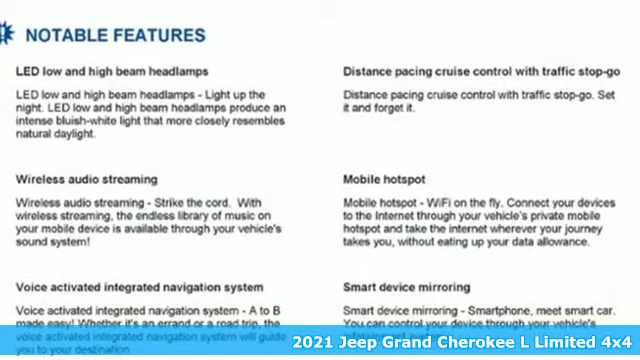 NOTABLE FEATURES
LED low and high beam headlamps
LED low and high beam headlamps - Light up the
night. LED low and high beam headlamps produce an
intense bluish-white light that more closely resembles
natural daylight.
Distance pacing cruise control with traffic stop-go
Distance pacing cruise control with traffic stop-go. Set
it and forget it.
Wireless audio streaming
Wireless audio streaming - Strike the cord. With
wireless streaming, the endless library of music on
your mobile device is available through your vehicle's
sound system!
Mobile hotspot
Mobile hotspot - WiFi on the fly. Connect your devices
to the Internet through your vehicle's private mobile
hotspot and take the internet wherever your journey
takes you, without eating up your data allowance.
Voice activated integrated navigation system
Voice activated integrated navigation system - A to B
made easy! Whether it's an errand or a road trip, the
voice activated integrated navigation system will guide
you to your destination.
Smart device mirroring
Smart device mirroring - Smartphone, meet smart car.
You can control your device through your vehicle's
2021 Jeep Grand Cherokee L Limited 4x4